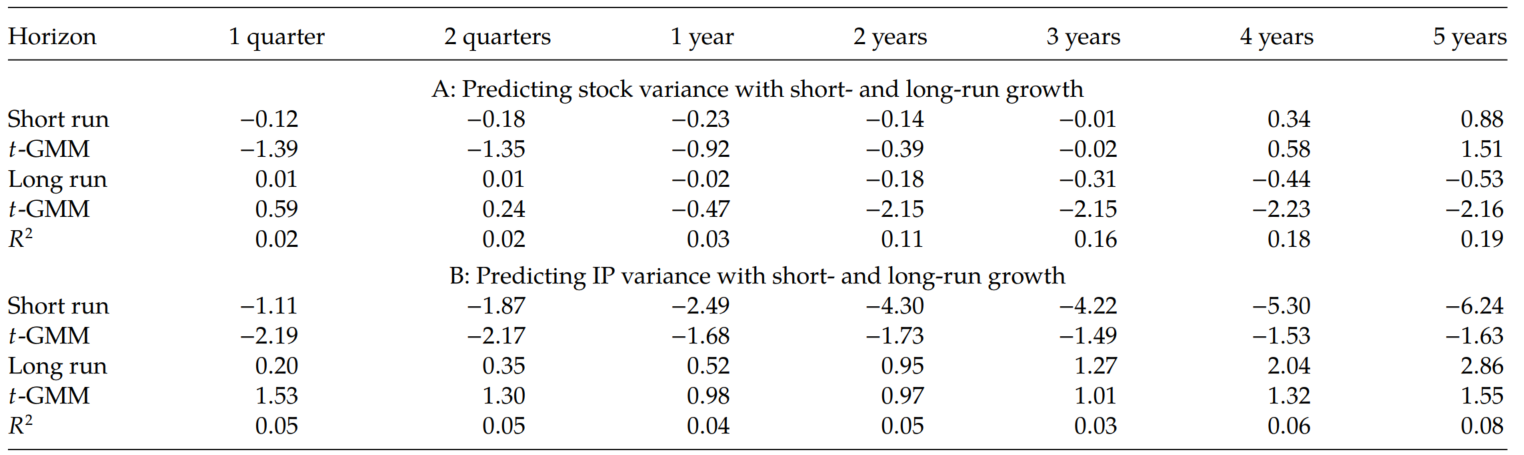 Horizon 1 quarter 2 quarters 1 year 2 years 3 years 4 years 5 years
A: Predicting stock variance with short- and long-run growth
Short run −0.12 −0.18 −0.23 −0.14 −0.01 0.34 0.88
t-GMM −1.39 −1.35 −0.92 −0.39 −0.02 0.58 1.51
Long run 0.01 0.01 −0.02 −0.18 −0.31 −0.44 −0.53
t-GMM 0.59 0.24 −0.47 −2.15 −2.15 −2.23 −2.16
R² 0.02 0.02 0.03 0.11 0.16 0.18 0.19
B: Predicting IP variance with short- and long-run growth
Short run −1.11 −1.87 −2.49 −4.30 −4.22 −5.30 −6.24
t-GMM −2.19 −2.17 −1.68 −1.73 −1.49 −1.53 −1.63
Long run 0.20 0.35 0.52 0.95 1.27 2.04 2.86
t-GMM 1.53 1.30 0.98 0.97 1.01 1.32 1.55
R² 0.05 0.05 0.04 0.05 0.03 0.06 0.08